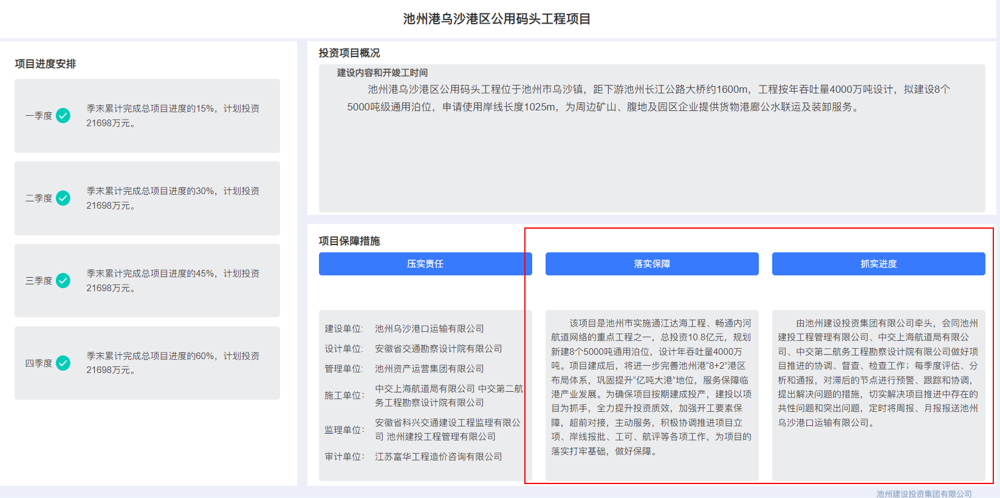 池州港乌沙港区公用码头工程项目
项目进度安排
一季度
季末累计完成总项目进度的15%，计划投资
21698万元。
二季度
季末累计完成总项目进度的30%，计划投资
21698万元。
三季度
季末累计完成总项目进度的45%，计划投资
21698万元。
四季度
季末累计完成总项目进度的60%，计划投资
21698万元。
投资项目概况
建设内容和开竣工时间
池州港乌沙港区公用码头工程位于池州市乌沙镇，距下游池州长江公路大桥约1600m，工程按年吞吐量4000万吨设计，拟建设8个
5000吨级通用泊位，申请使用岸线长度1025m，为周边矿山、腹地及园区企业提供货物港廊公水联运及装卸服务。
项目保障措施
压实责任
建设单位: 池州乌沙港口运输有限公司
设计单位: 安徽省交通勘察设计院有限公司
管理单位: 池州资产运营集团有限公司
施工单位: 中交上海航道局有限公司 中交第二航
务工程勘察设计院有限公司
监理单位: 安徽省科兴交通建设工程监理有限公
司 池州建投工程管理有限公司
审计单位: 江苏富华工程造价咨询有限公司
落实保障
该项目是池州市实施通江达海工程、畅通内河
航道网络的重点工程之一，总投资10.8亿元，规划
新建8个5000吨通用泊位，设计年吞吐量4000万
吨。项目建成后，将进一步完善池州港“8+2”港区
布局体系，巩固提升“亿吨大港”地位，服务保障临
港产业发展。为确保项目按期建成投产，建投以项
目为抓手，全力提升投资质效，加强开工要素保
障，超前对接，主动服务，积极协调推进项目立
项、岸线报批、工可、航评等各项工作，为项目的
落实打牢基础，做好保障。
抓实进度
由池州建设投资集团有限公司牵头，会同池州
建投工程管理有限公司、中交上海航道局有限公
司、中交第二航务工程勘察设计院有限公司做好项
目推进的协调、督查、检查工作；每季度评估、分
析和通报，对滞后的节点进行预警、跟踪和协调，
提出解决问题的措施，切实解决项目推进中存在的
共性问题和突出问题，定时将周报、月报报送池州
乌沙港口运输有限公司。
池州建设投资集团有限公司